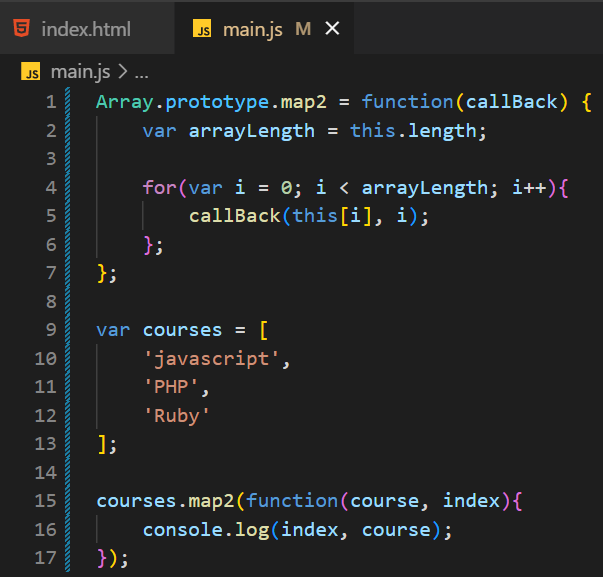 index.html
main.js M
JS main.js > ...
1 Array.prototype.map2 = function(callBack) {
2     var arrayLength = this.length;
3
4     for(var i = 0; i < arrayLength; i++){
5         callBack(this[i], i);
6     };
7 };
8
9 var courses = [
10     'javascript',
11     'PHP',
12     'Ruby'
13 ];
14
15 courses.map2(function(course, index){
16     console.log(index, course);
17 });